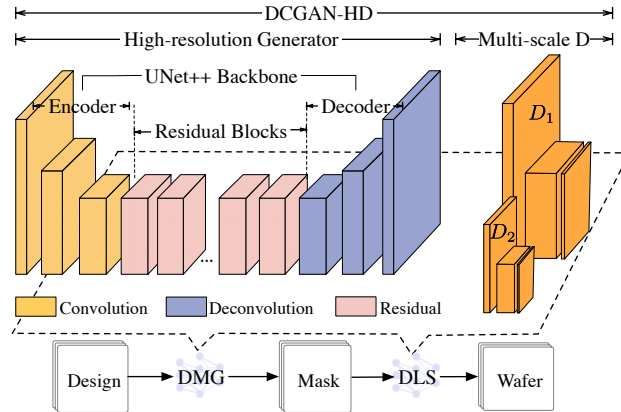 DCGAN-HD
High-resolution Generator
Multi-scale D
UNet++ Backbone
Encoder
Decoder
Residual Blocks
D1
D2
...
Convolution
Deconvolution
Residual
Design
DMG
Mask
DLS
Wafer